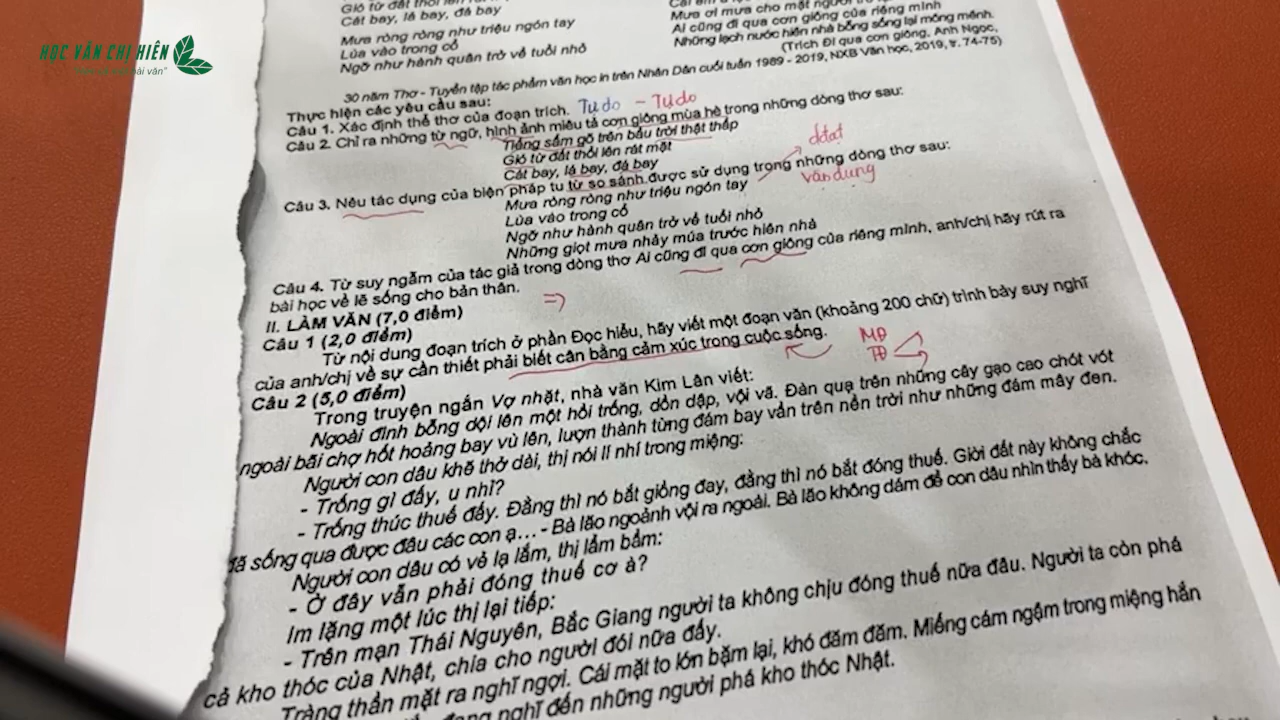 HỌC VĂN CHỊ HIÊN
Gió từ đất thổi lên rát mặt
Cát bay, lá bay, đá bay
Mưa ròng ròng như triệu ngón tay
Lùa vào trong cổ
Ngỡ như hành quân trở về tuổi nhỏ
Mưa ơi mưa cho mặt người
Ai cũng đi qua cơn giông của riêng mình
Những lạch nước hiên nhà bỗng sống lại mông mênh.
(Trích Đi qua cơn giông, Anh Ngọc,
30 năm Thơ - Tuyển tập tác phẩm văn học in trên Nhân Dân cuối tuần 1989 - 2019, NXB Văn học, 2019, tr. 74-75)
Thực hiện các yêu cầu sau:
Câu 1. Xác định thể thơ của đoạn trích. Tự do - Tự do
Câu 2. Chỉ ra những từ ngữ, hình ảnh miêu tả cơn giông mùa hè trong những dòng thơ sau:
Tiếng sấm gõ trên bầu trời thật thấp
Gió từ đất thổi lên rát mặt
Cát bay, lá bay, đá bay
Câu 3. Nêu tác dụng của biện pháp tu từ so sánh được sử dụng trong những dòng thơ sau:
Mưa ròng ròng như triệu ngón tay
Lùa vào trong cổ
Ngỡ như hành quân trở về tuổi nhỏ
Những giọt mưa nhảy múa trước hiên nhà
Câu 4. Từ suy ngẫm của tác giả trong dòng thơ Ai cũng đi qua cơn giông của riêng mình, anh/chị hãy rút ra
bài học về lẽ sống cho bản thân.
II. LÀM VĂN (7,0 điểm)
Câu 1 (2,0 điểm)
Từ nội dung đoạn trích ở phần Đọc hiểu, hãy viết một đoạn văn (khoảng 200 chữ) trình bày suy nghĩ
của anh/chị về sự cần thiết phải biết cân bằng cảm xúc trong cuộc sống.
Câu 2 (5,0 điểm)
Trong truyện ngắn Vợ nhặt, nhà văn Kim Lân viết:
Ngoài đình bỗng dội lên một hồi trống, dồn dập, vội vã. Đàn quạ trên những cây gạo cao chót vót
ngoài bãi chợ hốt hoảng bay vù lên, lượn thành từng đám bay vẩn trên nền trời như những đám mây đen.
Người con dâu khẽ thở dài, thị nói lí nhí trong miệng:
- Trống gì đấy, u nhỉ?
- Trống thúc thuế đấy. Đằng thì nó bắt giồng đay, đằng thì nó bắt đóng thuế. Giời đất này không chắc
đã sống qua được đâu các con ạ... - Bà lão ngoảnh vội ra ngoài. Bà lão không dám để con dâu nhìn thấy bà khóc.
Người con dâu có vẻ lạ lắm, thị lẩm bẩm:
- Ở đây vẫn phải đóng thuế cơ à?
Im lặng một lúc thị lại tiếp:
- Trên mạn Thái Nguyên, Bắc Giang người ta không chịu đóng thuế nữa đâu. Người ta còn phá
cả kho thóc của Nhật, chia cho người đói nữa đấy.
Tràng thần mặt ra nghĩ ngợi. Cái mặt to lớn bặm lại, khó đăm đăm. Miếng cám ngậm trong miệng hắn
đang nghĩ đến những người phá kho thóc Nhật.